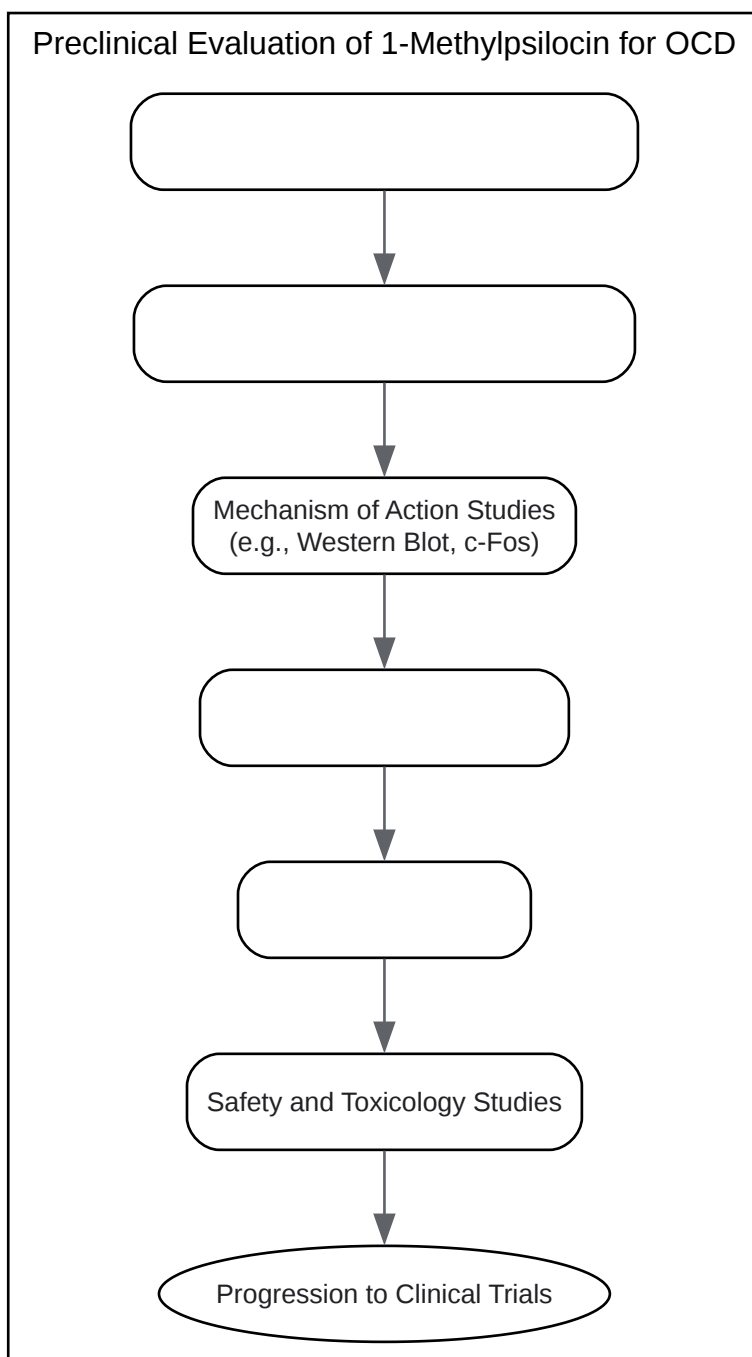 Preclinical Evaluation of 1-Methylpsilocin for OCD
Mechanism of Action Studies
(e.g., Western Blot, c-Fos)
Safety and Toxicology Studies
Progression to Clinical Trials